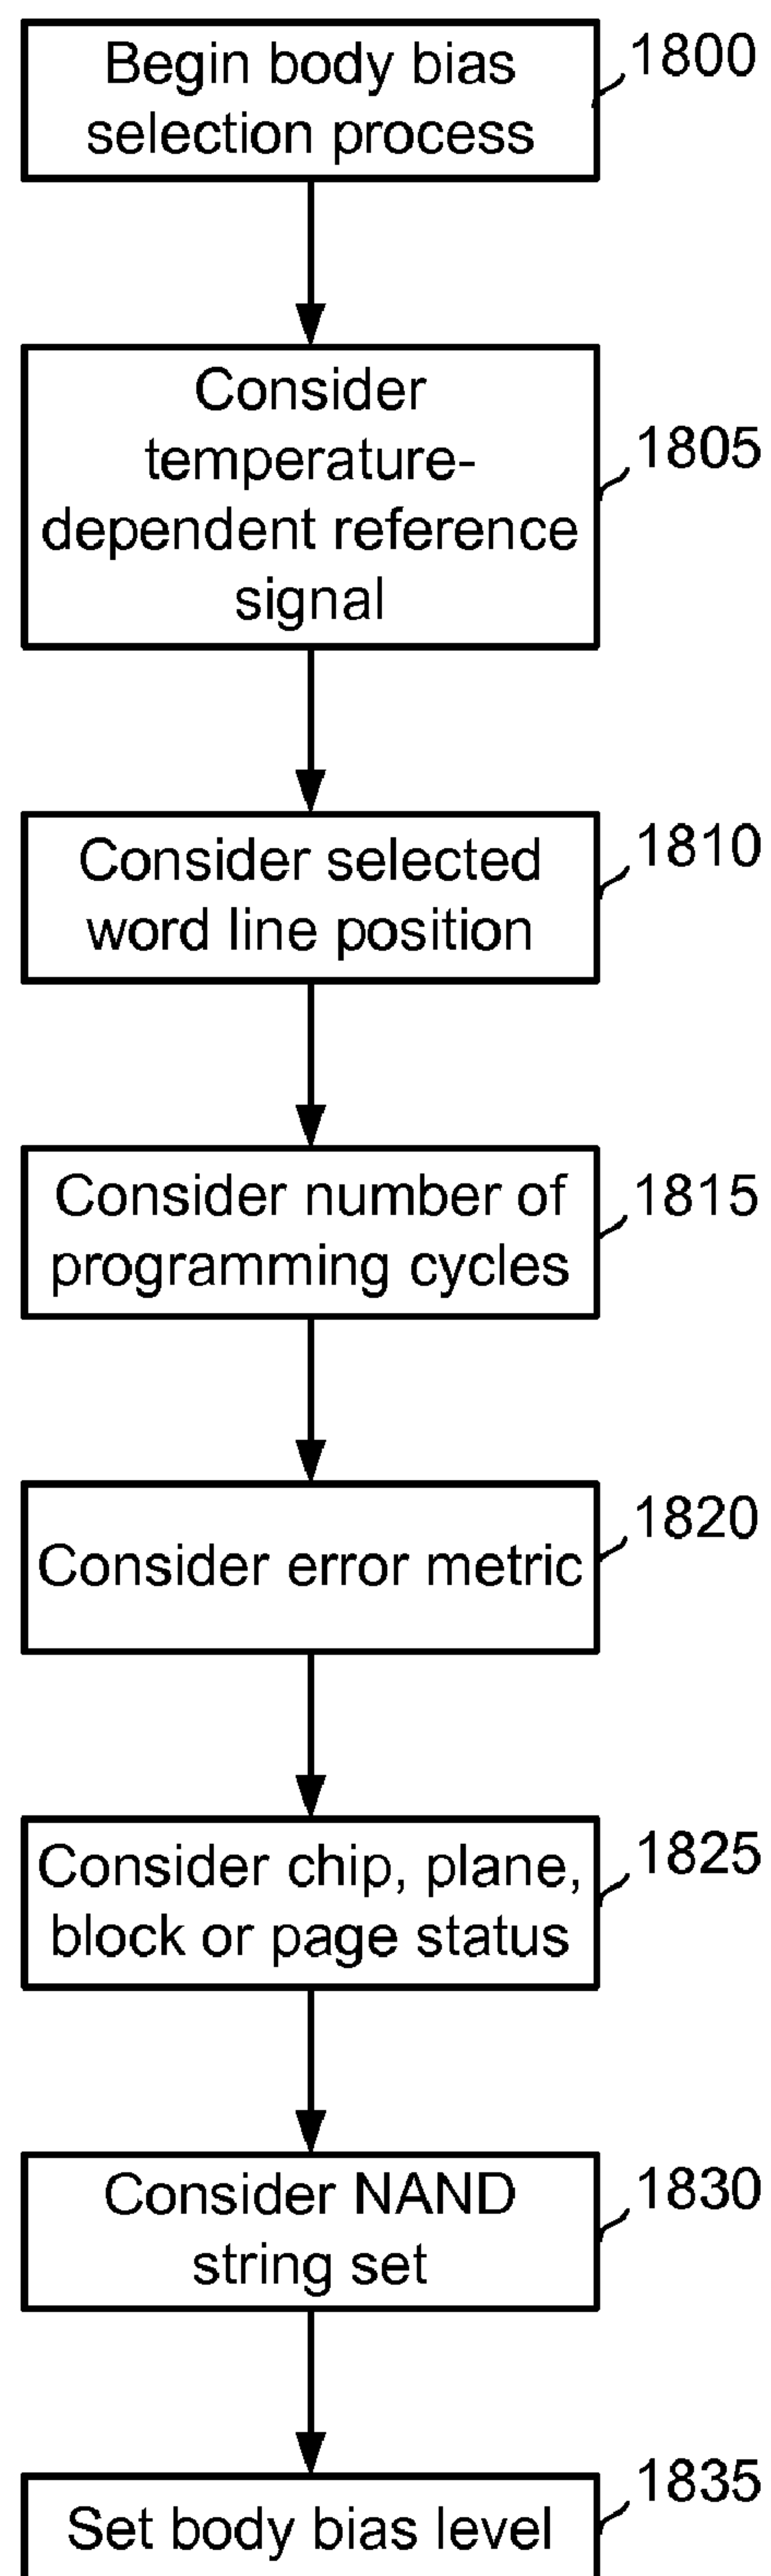 Begin body bias
selection process
1800
Consider
temperature-
dependent reference
signal
1805
Consider selected
word line position
1810
Consider number of
programming cycles
1815
Consider error metric
1820
Consider chip, plane,
block or page status
1825
Consider NAND
string set
1830
Set body bias level
1835